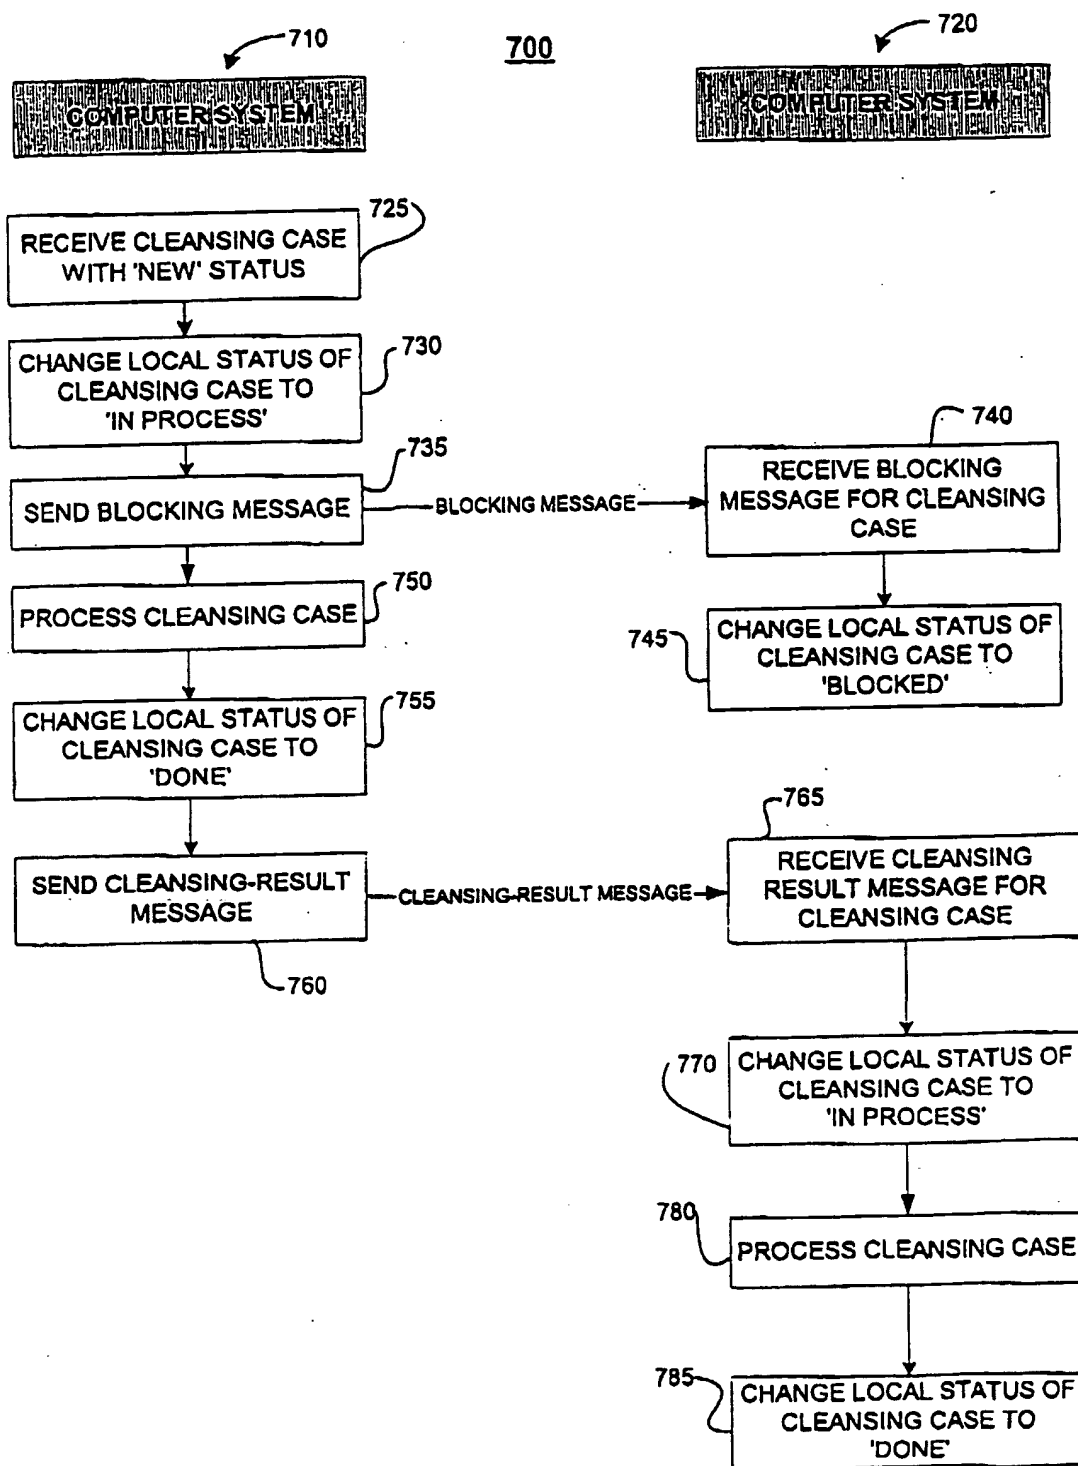 710
700
720
COMPUTER SYSTEM
COMPUTER SYSTEM
725
RECEIVE CLEANSING CASE
WITH 'NEW' STATUS
730
CHANGE LOCAL STATUS OF
CLEANSING CASE TO
'IN PROCESS'
735
SEND BLOCKING MESSAGE
BLOCKING MESSAGE
740
RECEIVE BLOCKING
MESSAGE FOR CLEANSING
CASE
750
PROCESS CLEANSING CASE
745
CHANGE LOCAL STATUS OF
CLEANSING CASE TO
'BLOCKED'
755
CHANGE LOCAL STATUS OF
CLEANSING CASE TO
'DONE'
SEND CLEANSING-RESULT
MESSAGE
760
CLEANSING-RESULT MESSAGE
765
RECEIVE CLEANSING
RESULT MESSAGE FOR
CLEANSING CASE
770
CHANGE LOCAL STATUS OF
CLEANSING CASE TO
'IN PROCESS'
780
PROCESS CLEANSING CASE
785
CHANGE LOCAL STATUS OF
CLEANSING CASE TO
'DONE'